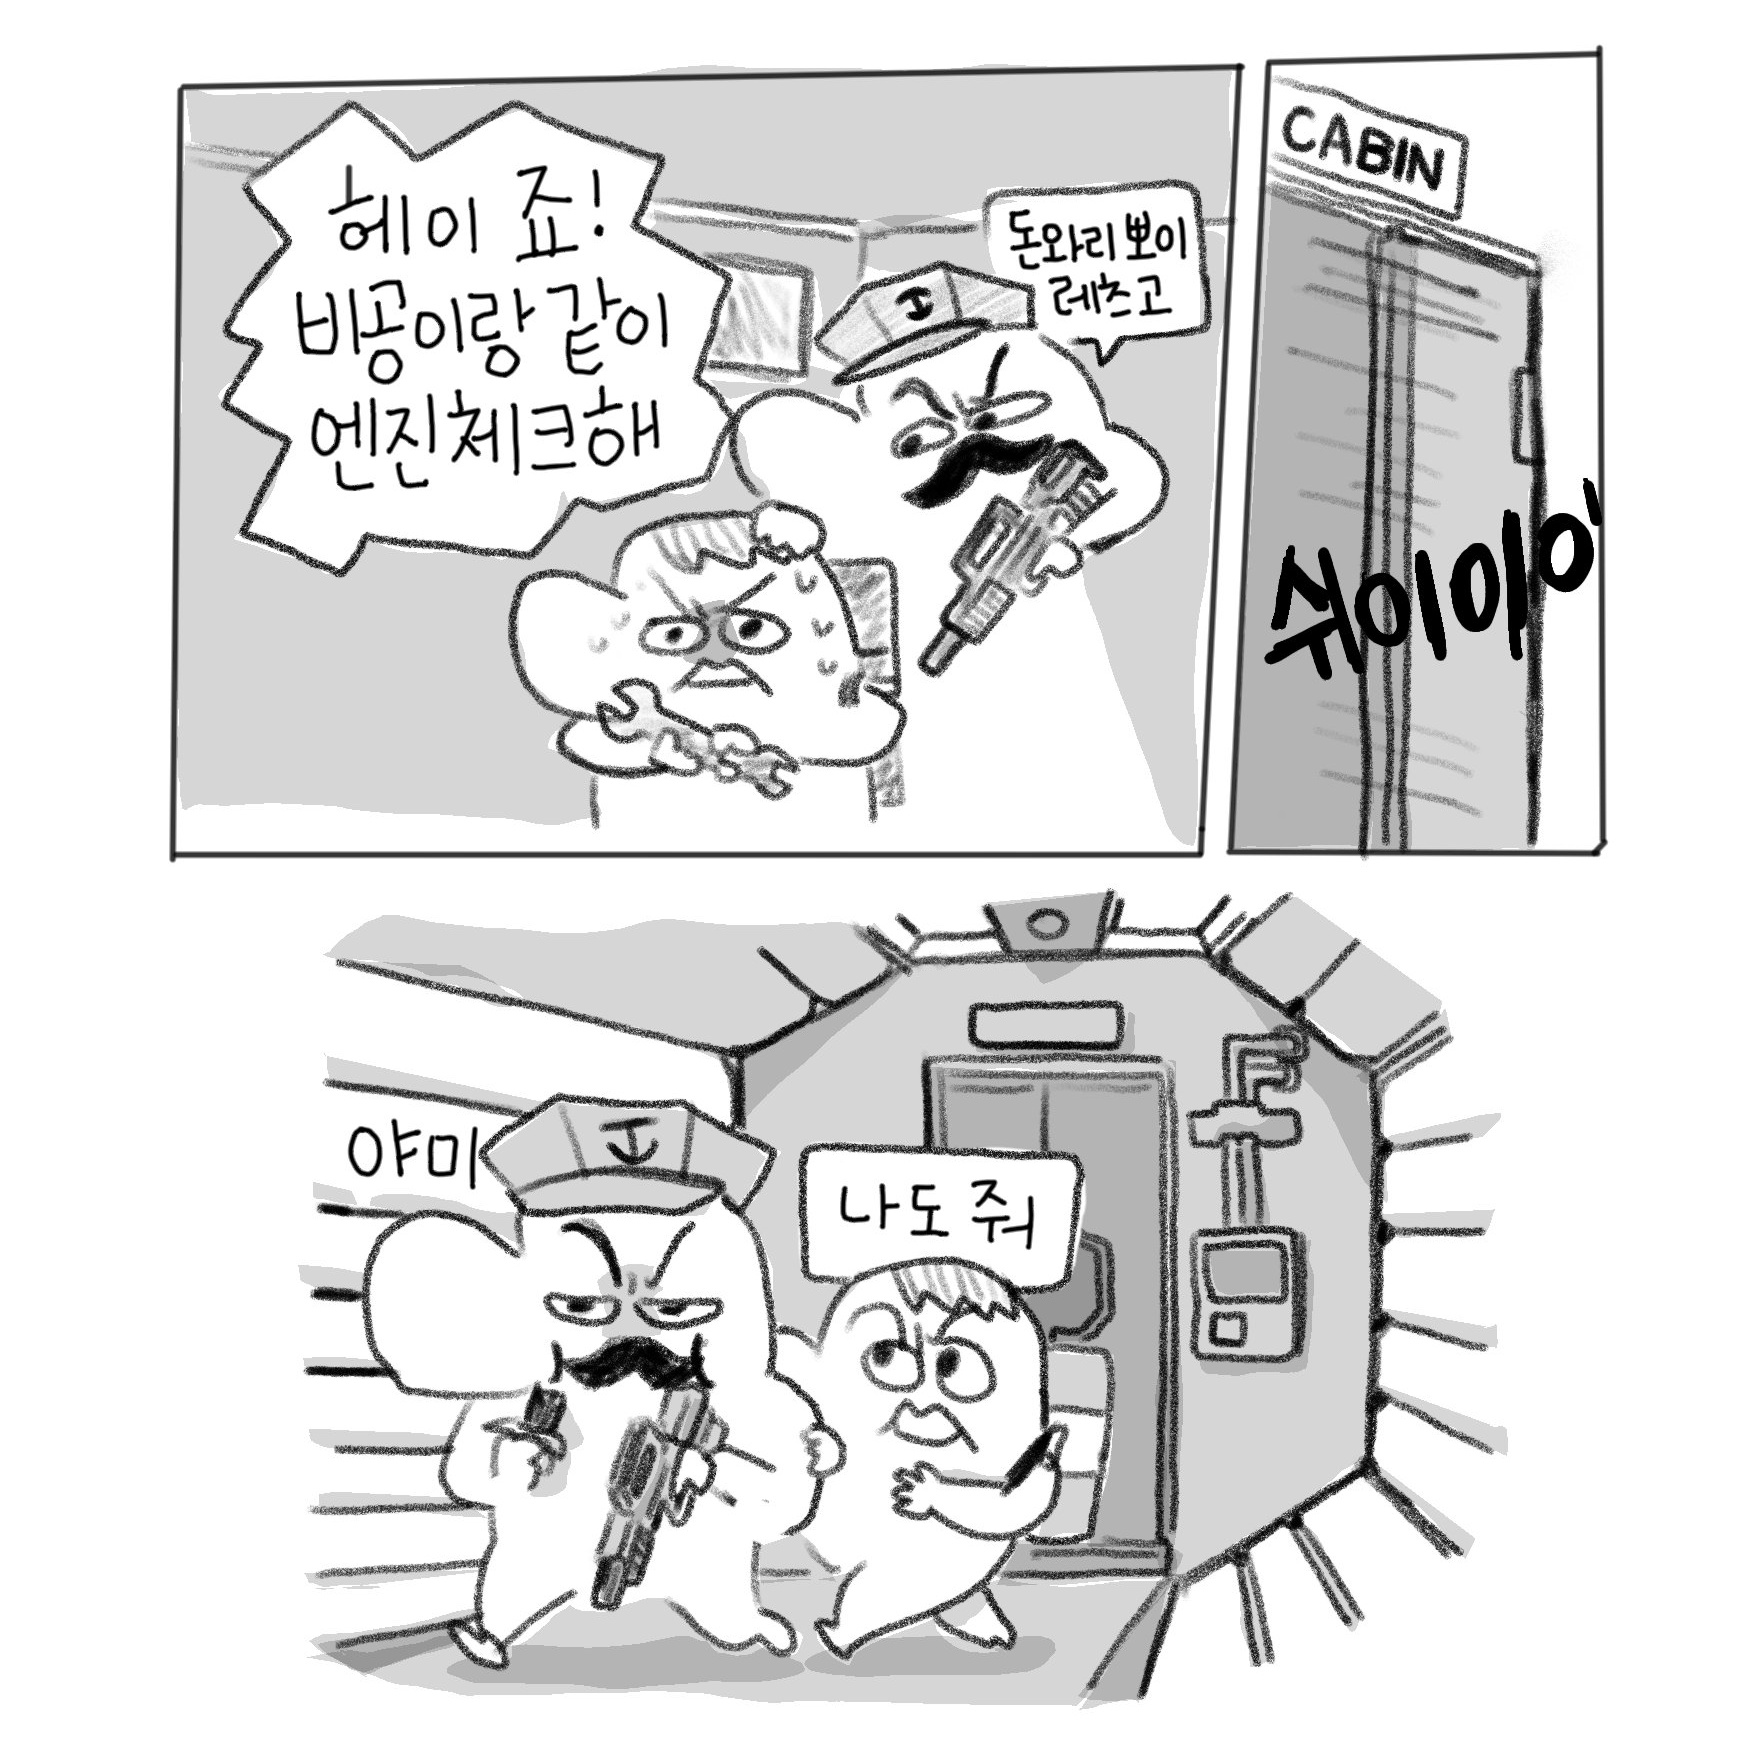 헤이 죠!
비공이랑 같이
엔진체크해
돈와리 뽀이
레츠고
CABIN
쉬이이이
야미
나도 줘